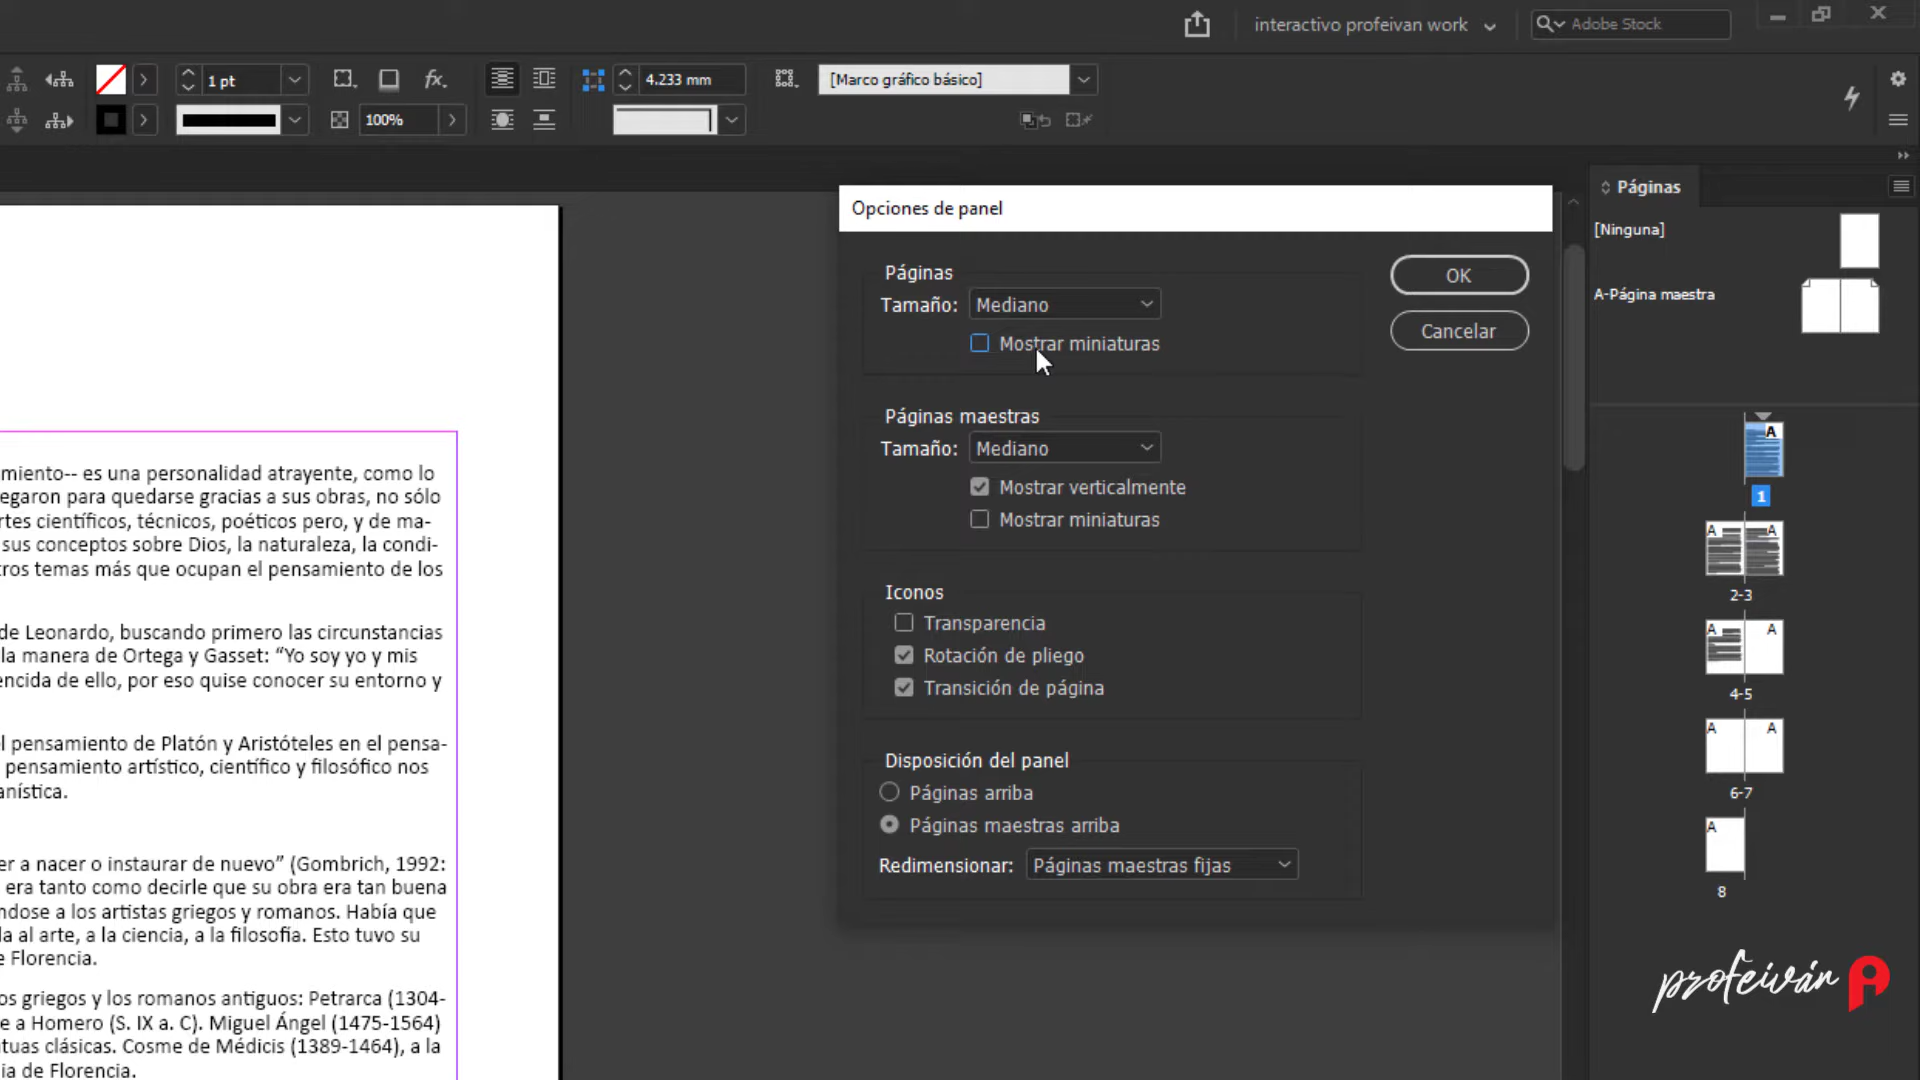 interactivo profeivan work
Adobe Stock
1 pt
fx.
4.233 mm
[Marco gráfico básico]
100%
Opciones de panel
Páginas
Tamaño: Mediano
Mostrar miniaturas
OK
Cancelar
Páginas maestras
Tamaño: Mediano
Mostrar verticalmente
Mostrar miniaturas
Iconos
Transparencia
Rotación de pliego
Transición de página
Disposición del panel
Páginas arriba
Páginas maestras arriba
Redimensionar: Páginas maestras fijas
Páginas
[Ninguna]
A-Página maestra
A
1
A A
2-3
A A
4-5
A A
6-7
A
8
profeiván
miento-- es una personalidad atrayente, como lo
egaron para quedarse gracias a sus obras, no sólo
rtes científicos, técnicos, poéticos pero, y de ma-
sus conceptos sobre Dios, la naturaleza, la condi-
ros temas más que ocupan el pensamiento de los
de Leonardo, buscando primero las circunstancias
la manera de Ortega y Gasset: “Yo soy yo y mis
encida de ello, por eso quise conocer su entorno y
l pensamiento de Platón y Aristóteles en el pensa-
pensamiento artístico, científico y filosófico nos
anística.
er a nacer o instaurar de nuevo” (Gombrich, 1992:
era tanto como decirle que su obra era tan buena
ndose a los artistas griegos y romanos. Había que
la al arte, a la ciencia, a la filosofía. Esto tuvo su
e Florencia.
os griegos y los romanos antiguos: Petrarca (1304-
e a Homero (S. IX a. C). Miguel Ángel (1475-1564)
tuas clásicas. Cosme de Médicis (1389-1464), a la
ia de Florencia.